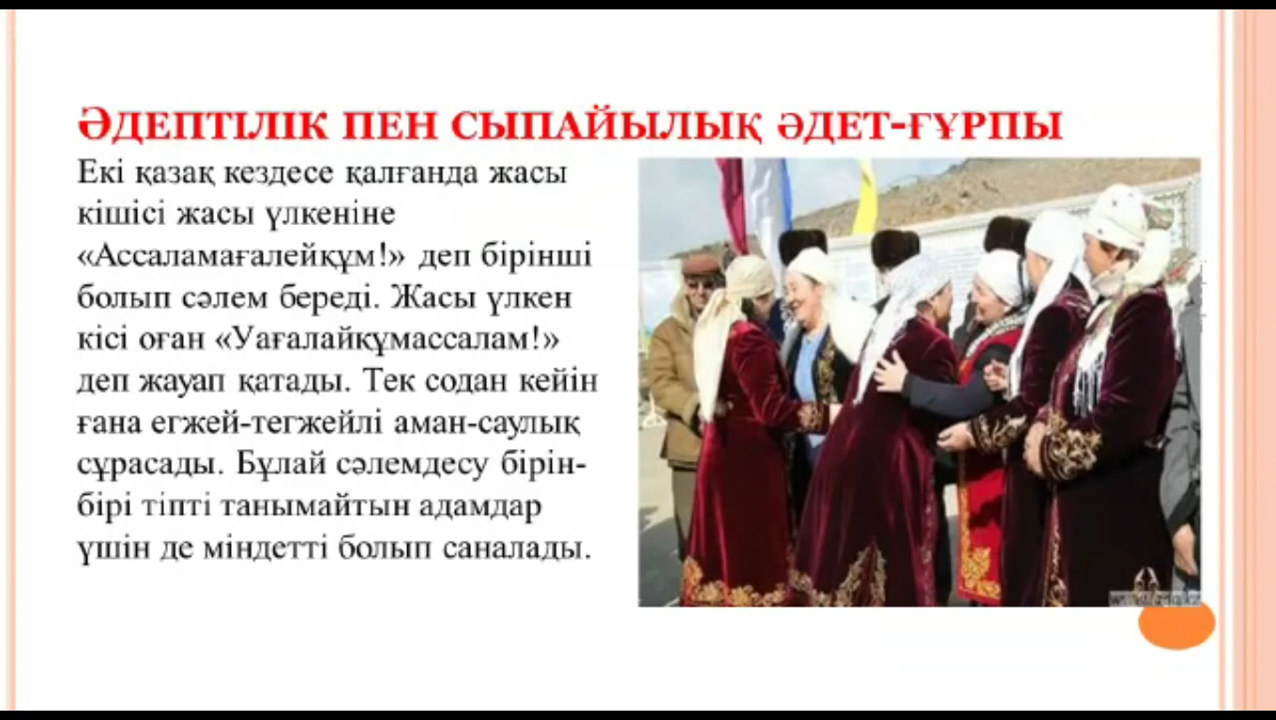 Әдептілік пен сыпайылық әдет-ғұрпы
Екі қазақ кездесе қалғанда жасы
кішісі жасы үлкеніне
«Ассаламағалейқұм!» деп бірінші
болып сәлем береді. Жасы үлкен
кісі оған «Уағалайқұмассалам!»
деп жауап қатады. Тек содан кейін
ғана егжей-тегжейлі аман-саулық
сұрасады. Бұлай сәлемдесу бірін-
бірі тіпті танымайтын адамдар
үшін де міндетті болып саналады.